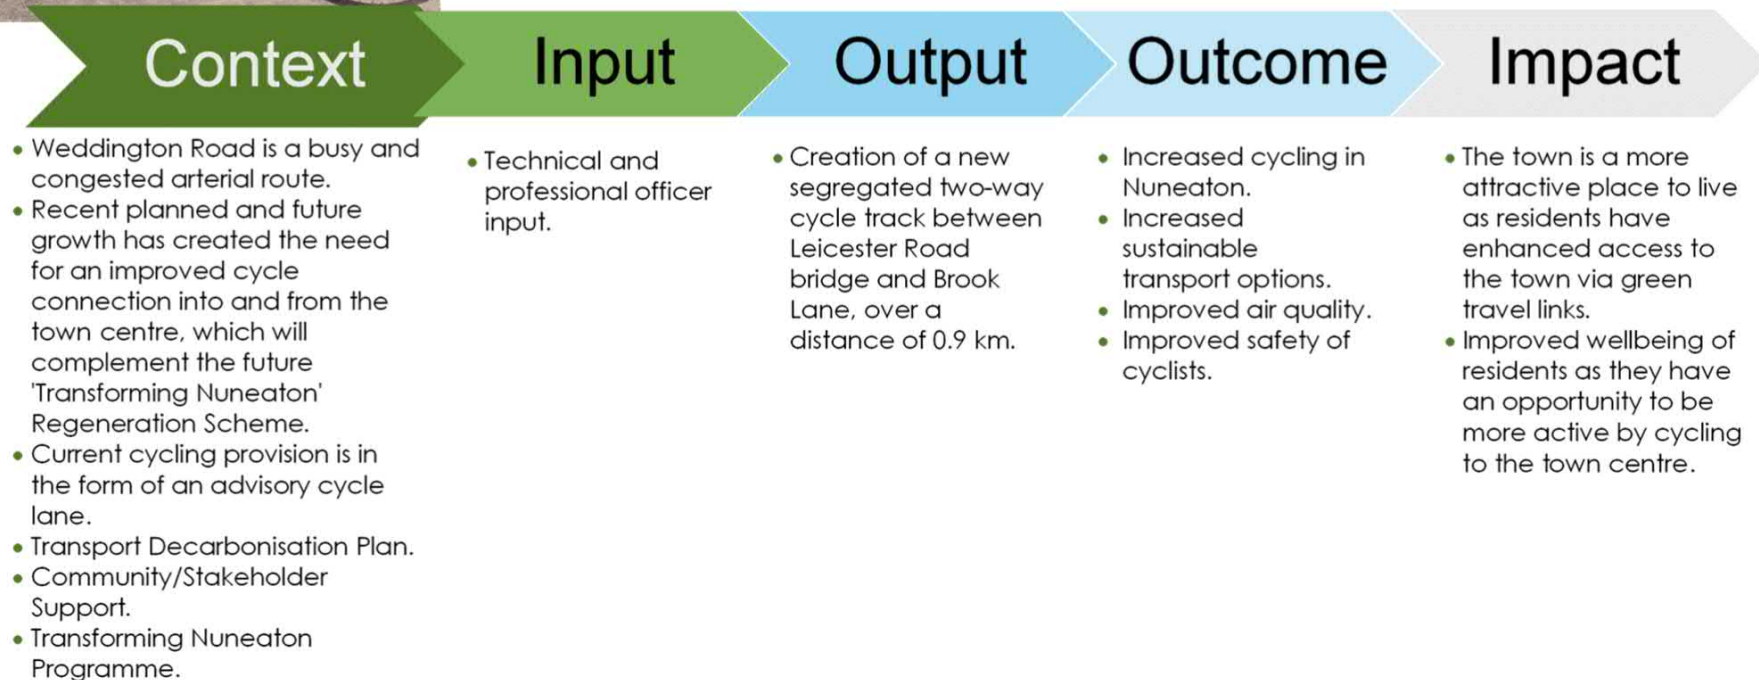 Context
Input
Output
Outcome
Impact
• Weddington Road is a busy and
congested arterial route.
• Recent planned and future
growth has created the need
for an improved cycle
connection into and from the
town centre, which will
complement the future
'Transforming Nuneaton'
Regeneration Scheme.
• Current cycling provision is in
the form of an advisory cycle
lane.
• Transport Decarbonisation Plan.
• Community/Stakeholder
Support.
• Transforming Nuneaton
Programme.
• Technical and
professional officer
input.
• Creation of a new
segregated two-way
cycle track between
Leicester Road
bridge and Brook
Lane, over a
distance of 0.9 km.
• Increased cycling in
Nuneaton.
• Increased
sustainable
transport options.
• Improved air quality.
• Improved safety of
cyclists.
• The town is a more
attractive place to live
as residents have
enhanced access to
the town via green
travel links.
• Improved wellbeing of
residents as they have
an opportunity to be
more active by cycling
to the town centre.